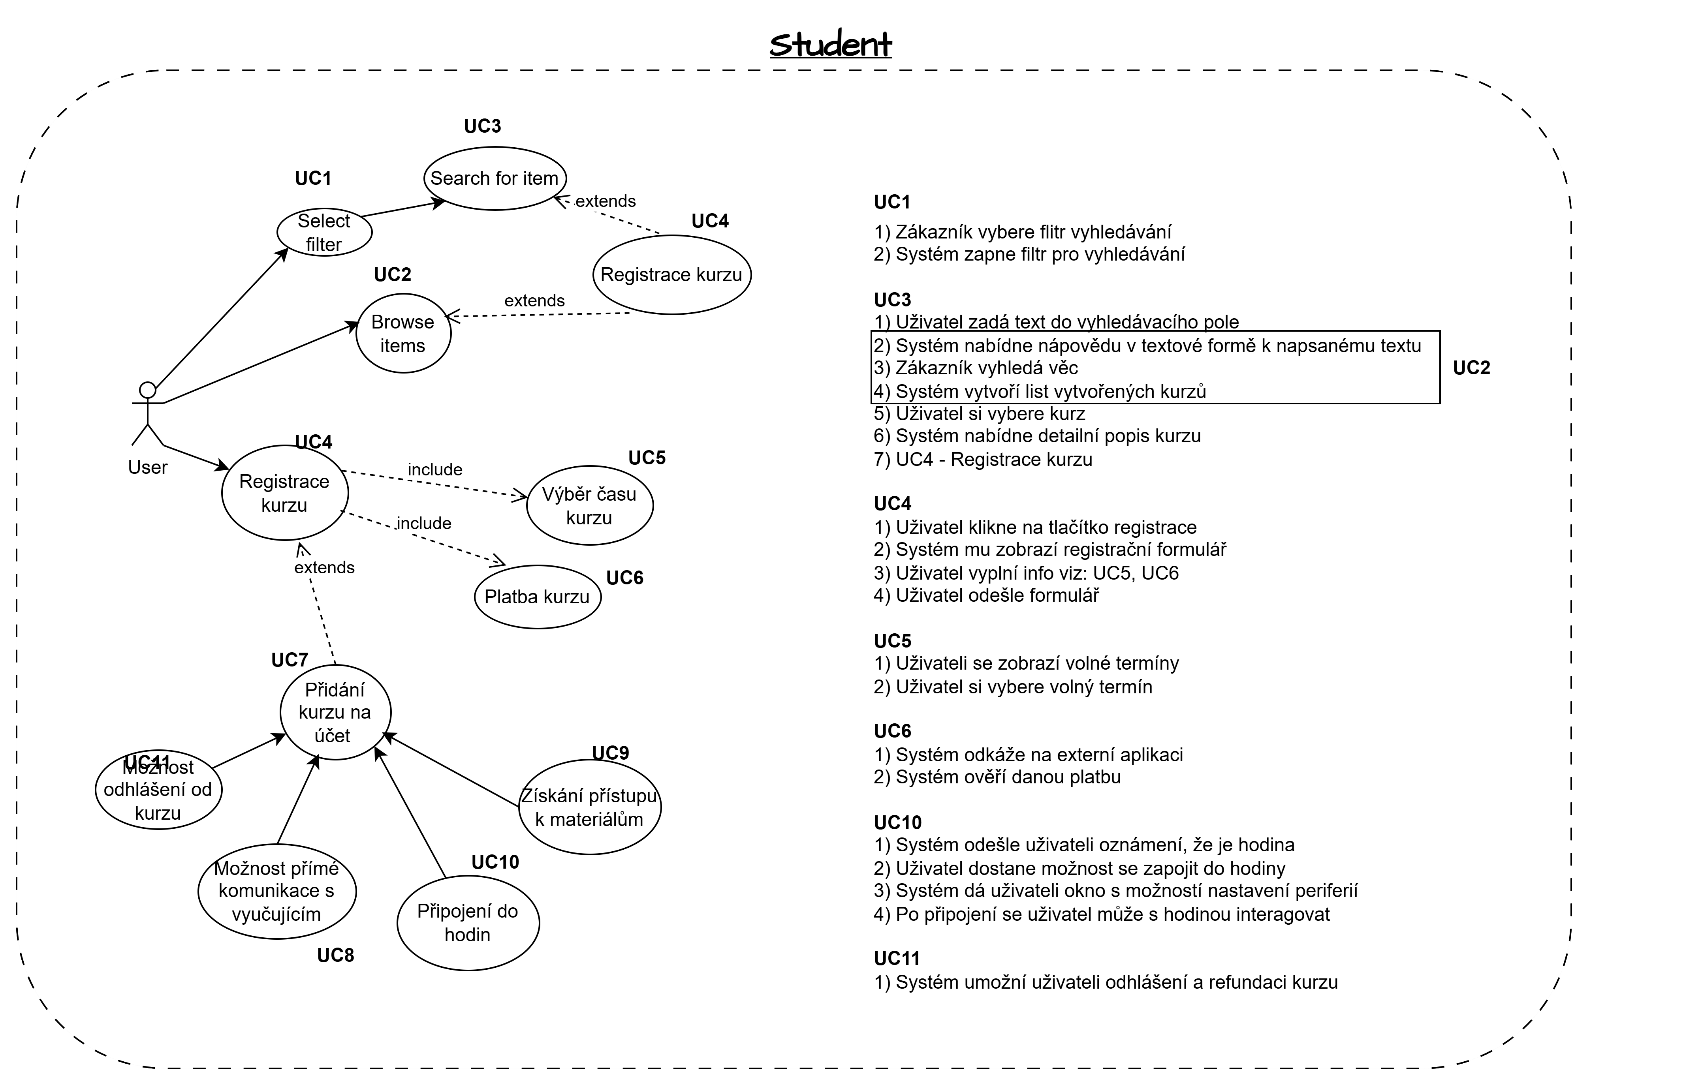 Student
UC3
Search for item
UC1
Select
filter
extends
UC4
Registrace kurzu
UC2
Browse
items
extends
User
UC4
Registrace
kurzu
include
UC5
Výběr času
kurzu
include
UC6
Platba kurzu
extends
UC7
Přidání
kurzu na
účet
UC11
Možnost
odhlášení od
kurzu
UC9
Získání přístupu
k materiálům
Možnost přímé
komunikace s
vyučujícím
UC8
UC10
Připojení do
hodin
UC1
1) Zákazník vybere flitr vyhledávání
2) Systém zapne filtr pro vyhledávání
UC3
1) Uživatel zadá text do vyhledávacího pole
2) Systém nabídne nápovědu v textové formě k napsanému textu
3) Zákazník vyhledá věc
4) Systém vytvoří list vytvořených kurzů
UC2
5) Uživatel si vybere kurz
6) Systém nabídne detailní popis kurzu
7) UC4 - Registrace kurzu
UC4
1) Uživatel klikne na tlačítko registrace
2) Systém mu zobrazí registrační formulář
3) Uživatel vyplní info viz: UC5, UC6
4) Uživatel odešle formulář
UC5
1) Uživateli se zobrazí volné termíny
2) Uživatel si vybere volný termín
UC6
1) Systém odkáže na externí aplikaci
2) Systém ověří danou platbu
UC10
1) Systém odešle uživateli oznámení, že je hodina
2) Uživatel dostane možnost se zapojit do hodiny
3) Systém dá uživateli okno s možností nastavení periferií
4) Po připojení se uživatel může s hodinou interagovat
UC11
1) Systém umožní uživateli odhlášení a refundaci kurzu